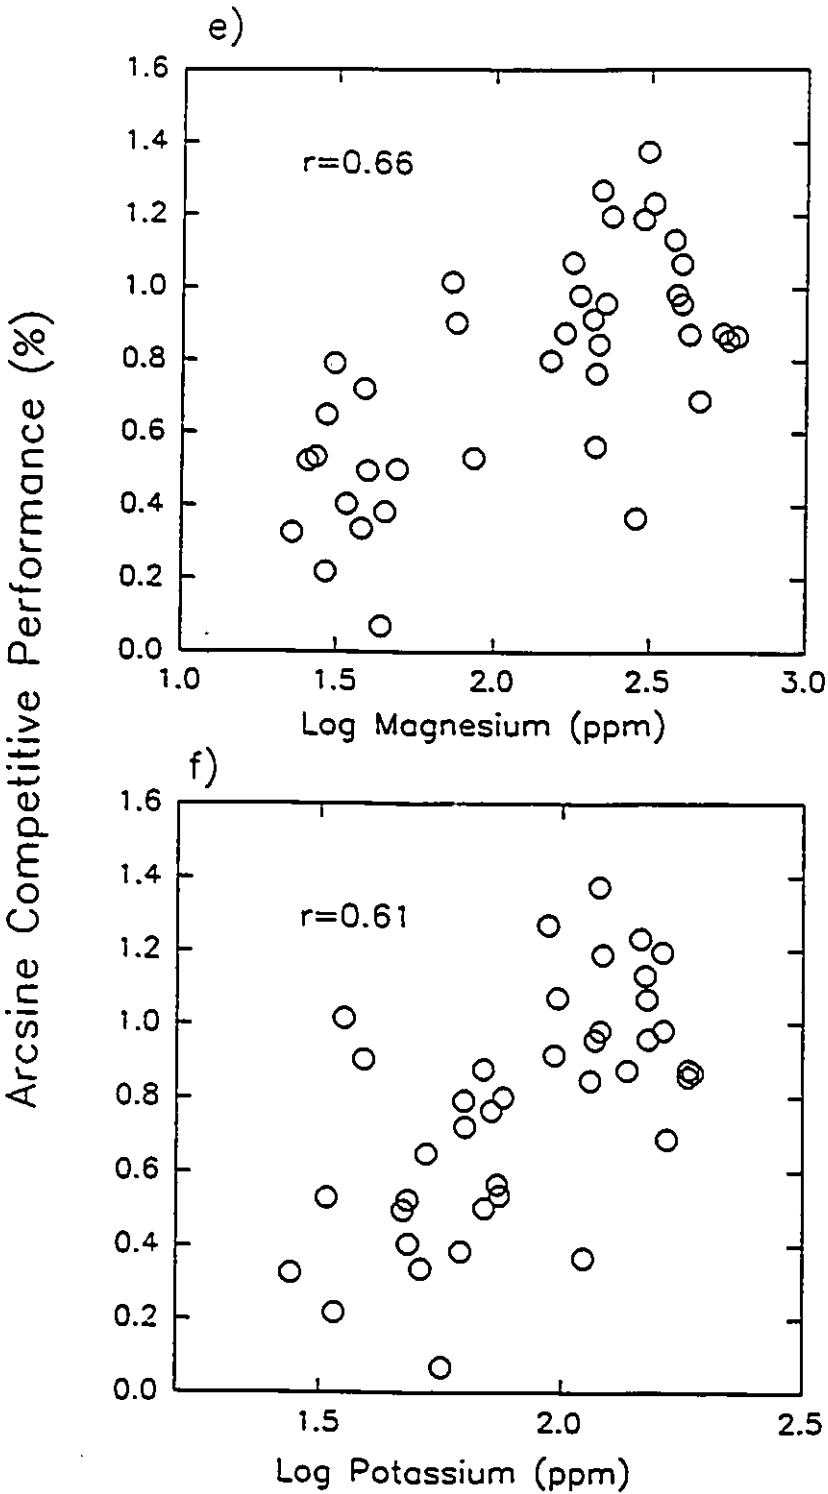 e)
1.6
1.4
1.2
1.0
0.8
0.6
0.4
0.2
0.0
r=0.66
1.0 1.5 2.0 2.5 3.0
Log Magnesium (ppm)
Arcsine Competitive Performance (%)
f)
1.6
1.4
1.2
1.0
0.8
0.6
0.4
0.2
0.0
r=0.61
1.5 2.0 2.5
Log Potassium (ppm)